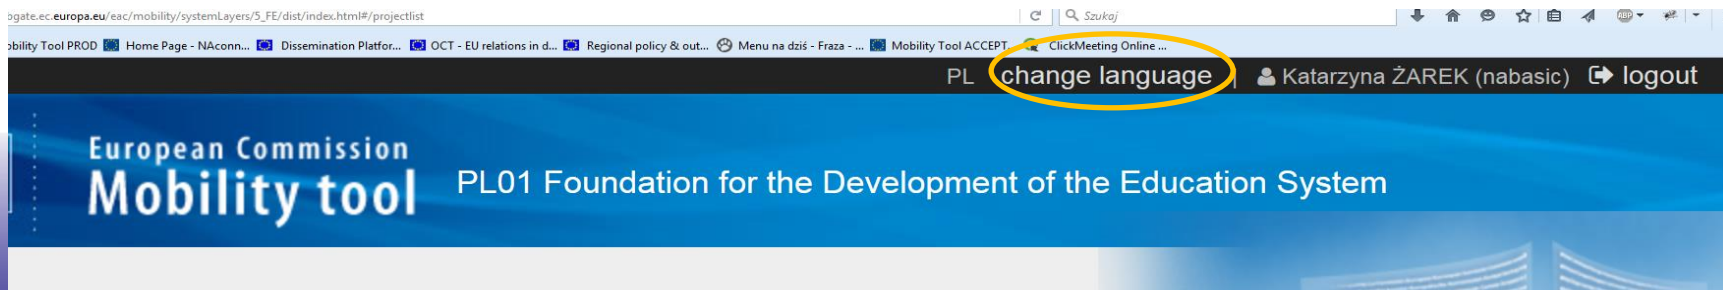 ogate.ec.europa.eu/eac/mobility/systemLayers/5_FE/dist/index.html#/projectlist Szukaj
obility Tool PROD Home Page - NAconn... Dissemination Platfor... OCT - EU relations in d... Regional policy & out... Menu na dziś - Fraza - ... Mobility Tool ACCEPT... ClickMeeting Online ...
PL change language | Katarzyna ŻAREK (nabasic) logout
European Commission
Mobility tool PL01 Foundation for the Development of the Education System